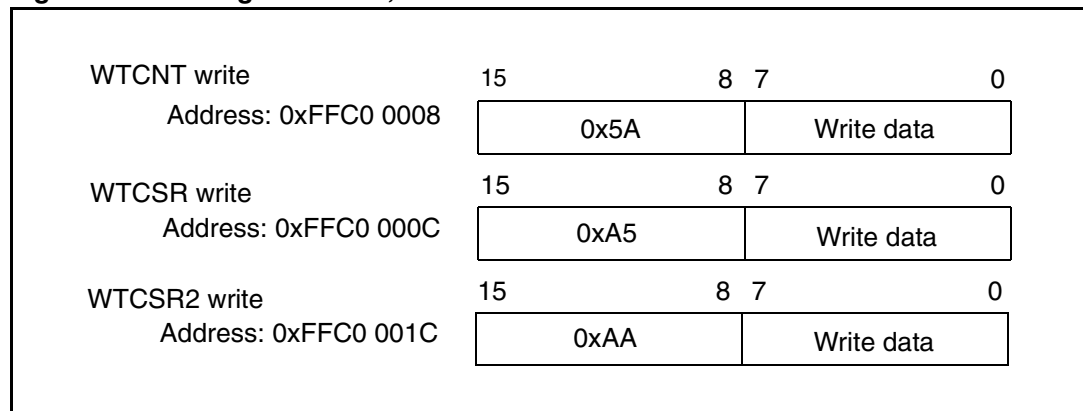 WTCNT write 15 8 7 0
Address: 0xFFC0 0008 0x5A Write data
WTCSR write 15 8 7 0
Address: 0xFFC0 000C 0xA5 Write data
WTCSR2 write 15 8 7 0
Address: 0xFFC0 001C 0xAA Write data